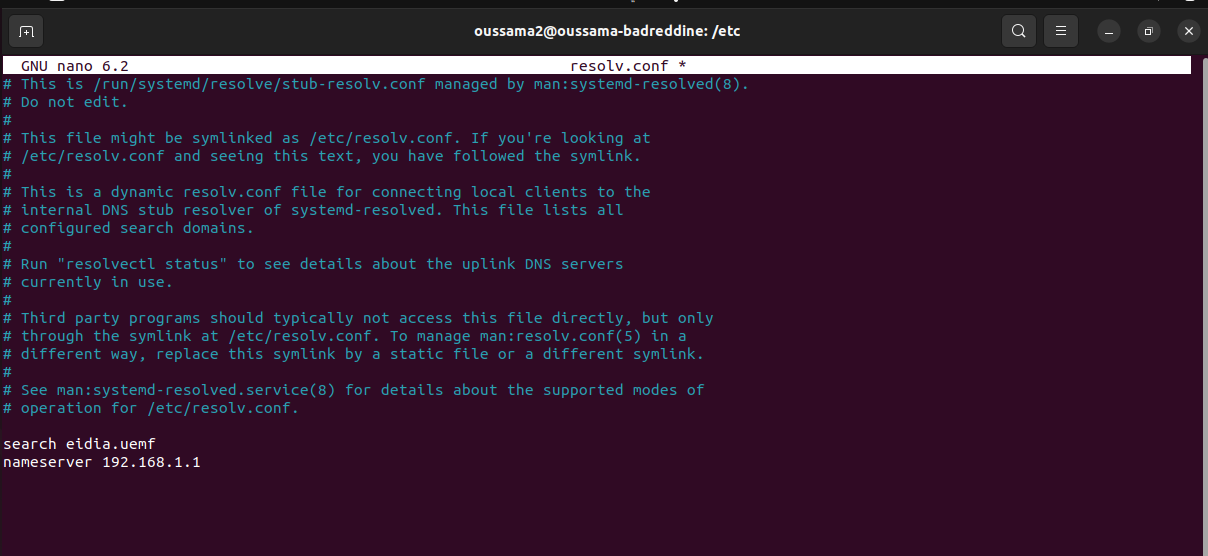 oussama2@oussama-badreddine: /etc
GNU nano 6.2 resolv.conf *
# This is /run/systemd/resolve/stub-resolv.conf managed by man:systemd-resolved(8).
# Do not edit.
#
# This file might be symlinked as /etc/resolv.conf. If you're looking at
# /etc/resolv.conf and seeing this text, you have followed the symlink.
#
# This is a dynamic resolv.conf file for connecting local clients to the
# internal DNS stub resolver of systemd-resolved. This file lists all
# configured search domains.
#
# Run "resolvectl status" to see details about the uplink DNS servers
# currently in use.
#
# Third party programs should typically not access this file directly, but only
# through the symlink at /etc/resolv.conf. To manage man:resolv.conf(5) in a
# different way, replace this symlink by a static file or a different symlink.
#
# See man:systemd-resolved.service(8) for details about the supported modes of
# operation for /etc/resolv.conf.
search eidia.uemf
nameserver 192.168.1.1